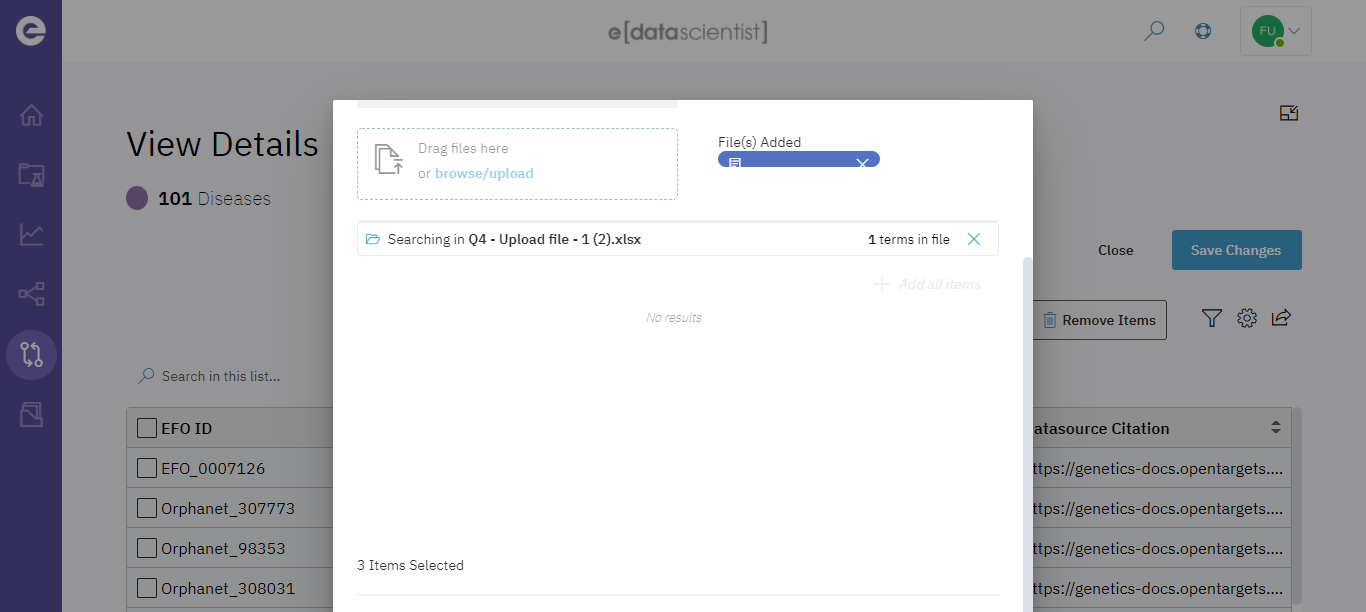 e[datascientist]
FU
View Details
101 Diseases
Drag files here
or browse/upload
File(s) Added
Searching in Q4 - Upload file - 1 (2).xlsx
1 terms in file
Add all items
No results
3 Items Selected
Close
Save Changes
Remove Items
Search in this list...
EFO ID
atasource Citation
EFO_0007126
ttps://genetics-docs.opentargets....
Orphanet_307773
ttps://genetics-docs.opentargets....
Orphanet_98353
ttps://genetics-docs.opentargets....
Orphanet_308031
ttps://genetics-docs.opentargets....